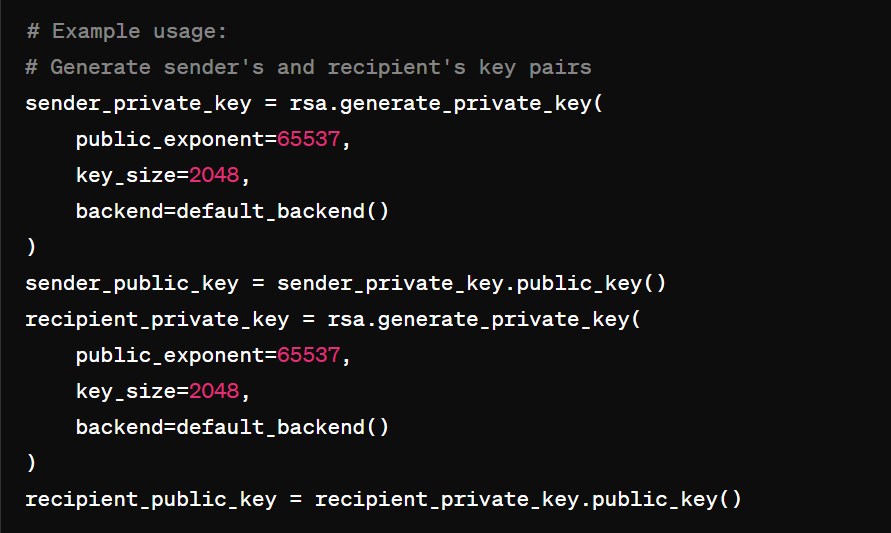 # Example usage:
# Generate sender's and recipient's key pairs
sender_private_key = rsa.generate_private_key(
    public_exponent=65537,
    key_size=2048,
    backend=default_backend()
)
sender_public_key = sender_private_key.public_key()
recipient_private_key = rsa.generate_private_key(
    public_exponent=65537,
    key_size=2048,
    backend=default_backend()
)
recipient_public_key = recipient_private_key.public_key()